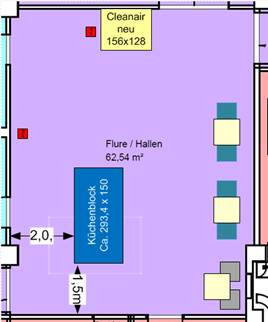 Cleanair
neu
156x128
Flure / Hallen
62,54 m²
Küchenblock
Ca. 293,4 x 150
2,0,
1,5m